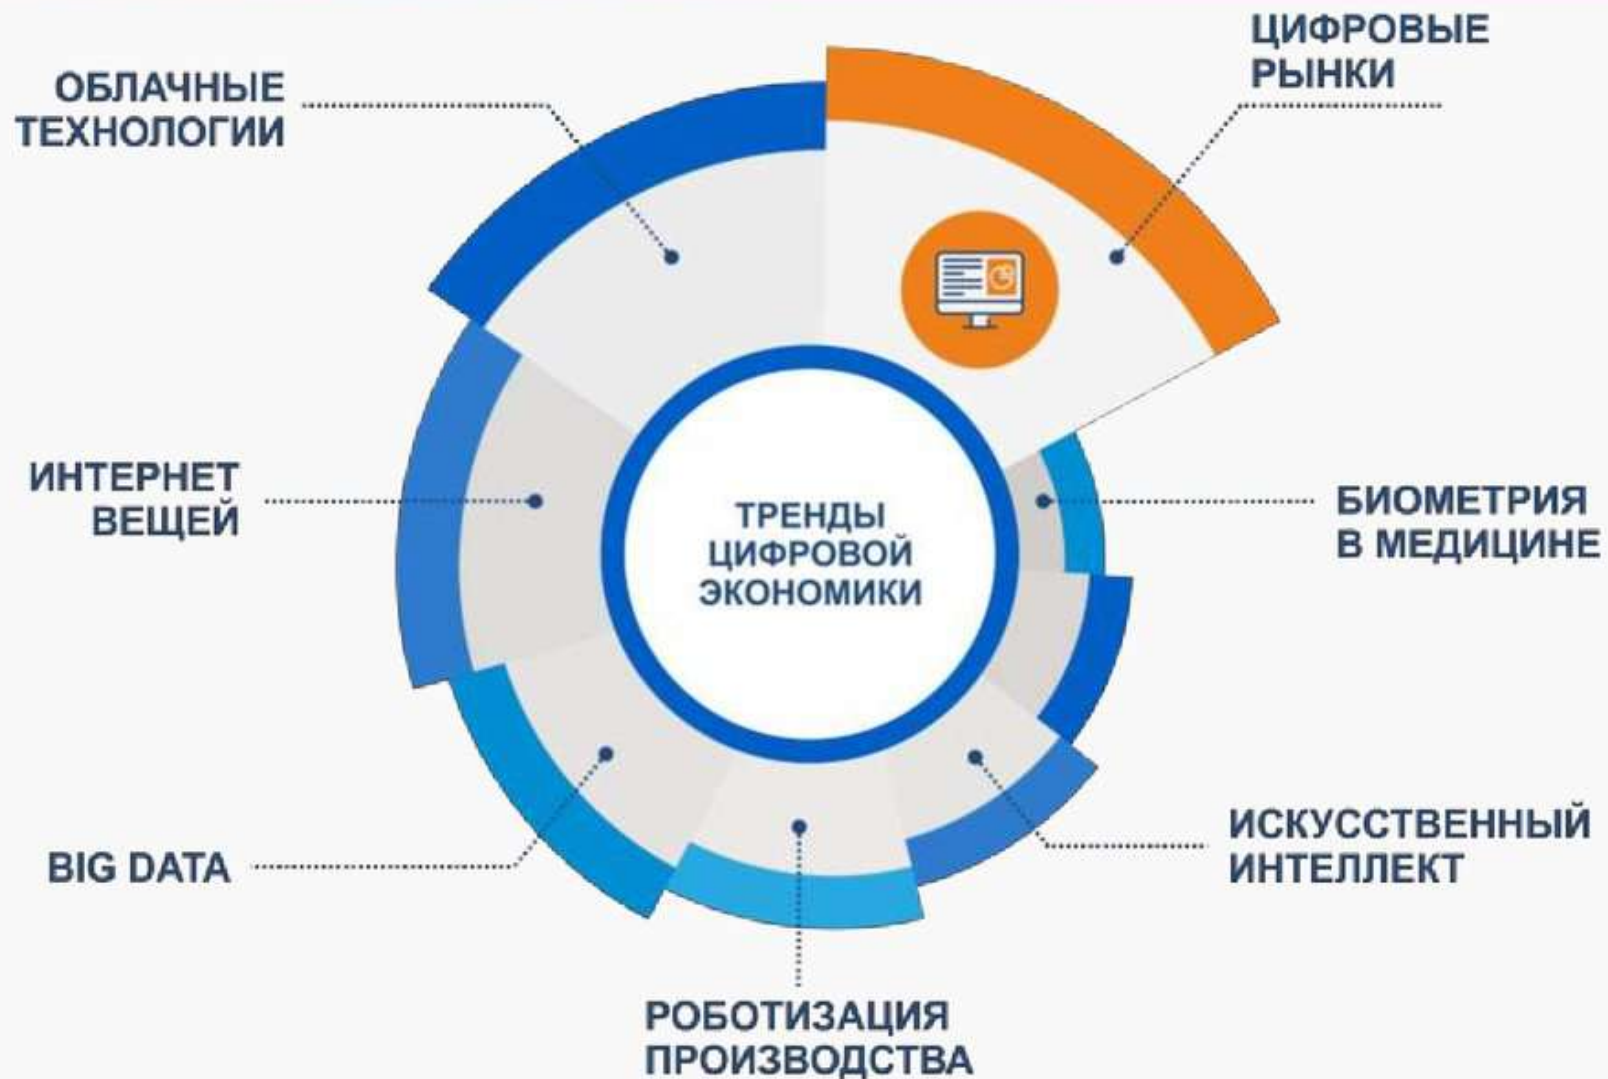 ЦИФРОВЫЕ
РЫНКИ
ОБЛАЧНЫЕ
ТЕХНОЛОГИИ
ИНТЕРНЕТ
ВЕЩЕЙ
ТРЕНДЫ
ЦИФРОВОЙ
ЭКОНОМИКИ
БИОМЕТРИЯ
В МЕДИЦИНЕ
BIG DATA
ИСКУССТВЕННЫЙ
ИНТЕЛЛЕКТ
РОБОТИЗАЦИЯ
ПРОИЗВОДСТВА